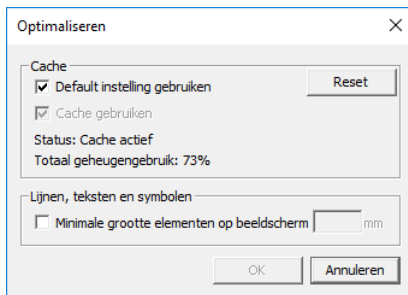 Optimaliseren
Cache
Default instelling gebruiken
Reset
Cache gebruiken
Status: Cache actief
Totaal geheugengebruik: 73%
Lijnen, teksten en symbolen
Minimale grootte elementen op beeldscherm mm
OK
Annuleren